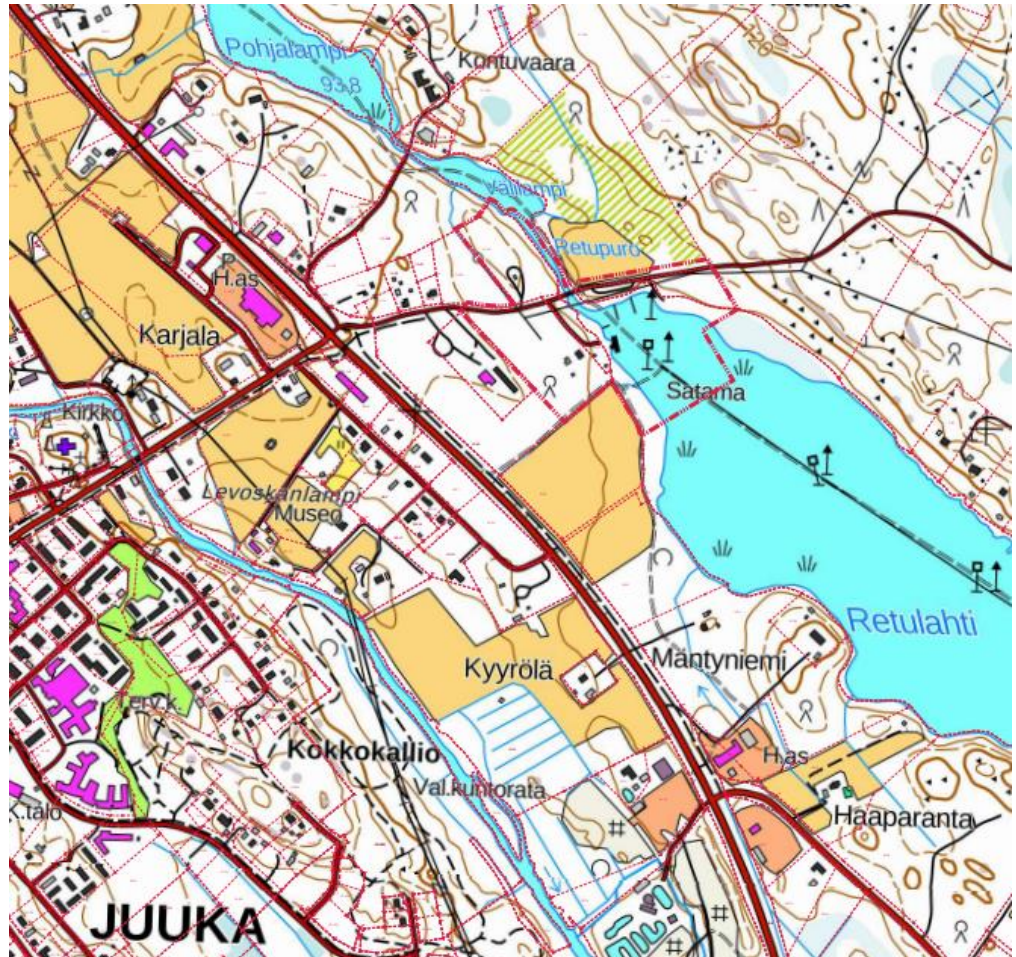 Pohjalampi
93.8
Kontuvaara
Välilampi
Retupuro
P
H.as
Karjala
Satama
Kirkko
Levoskanlampi
Museo
Retulahti
Kyyrölä
Mäntyniemi
Terv.k
Kokkokallio
H.as
Val.kuntorata
K.talo
Haaparanta
JUUKA